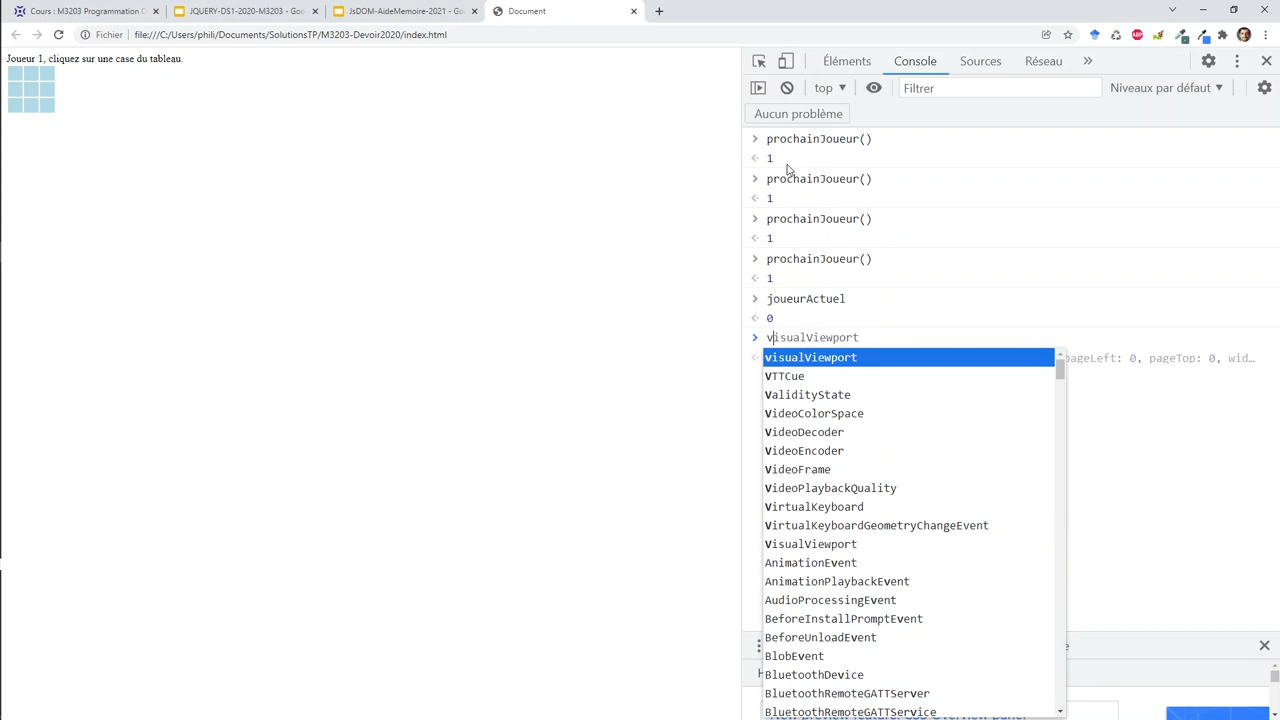 Cours : M3203 Programmation C
JQUERY-DS1-2020-M3203 - Goo
JsDOM-AideMemoire-2021 - Goo
Document
Fichier
file:///C:/Users/phili/Documents/SolutionsTP/M3203-Devoir2020/index.html
ABP
Joueur 1, cliquez sur une case du tableau.
Éléments
Console
Sources
Réseau
top
Filtrer
Niveaux par défaut
Aucun problème
prochainJoueur()
1
prochainJoueur()
1
prochainJoueur()
1
prochainJoueur()
1
joueurActuel
0
visualViewport
pageLeft: 0, pageTop: 0, wid…
visualViewport
VTTCue
ValidityState
VideoColorSpace
VideoDecoder
VideoEncoder
VideoFrame
VideoPlaybackQuality
VirtualKeyboard
VirtualKeyboardGeometryChangeEvent
VisualViewport
AnimationEvent
AnimationPlaybackEvent
AudioProcessingEvent
BeforeInstallPromptEvent
BeforeUnloadEvent
BlobEvent
BluetoothDevice
BluetoothRemoteGATTServer
BluetoothRemoteGATTService